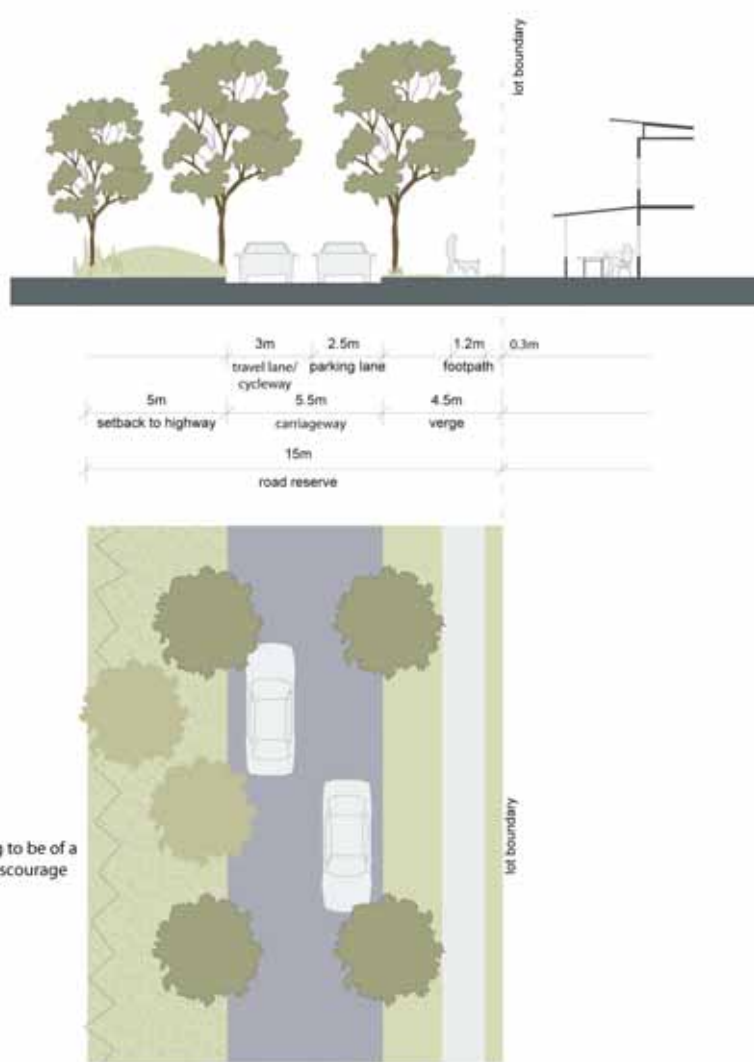 lot boundary
3m 2.5m 1.2m 0.3m
travel lane/ parking lane footpath
cycleway
5m 5.5m 4.5m
setback to highway carriageway verge
15m
road reserve
g to be of a
scourage
lot boundary